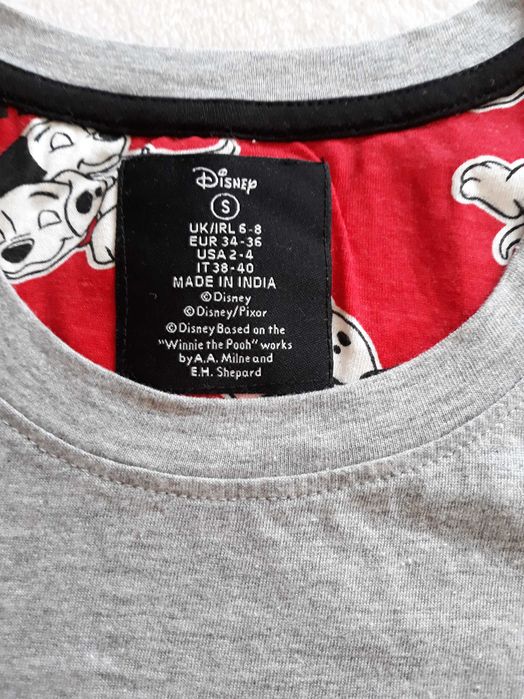 Disney
S
UK/IRL 6-8
EUR 34-36
USA 2-4
IT 38-40
MADE IN INDIA
©Disney
©Disney/Pixar
©Disney Based on the
"Winnie the Pooh" works
by A.A. Milne and
E.H. Shepard